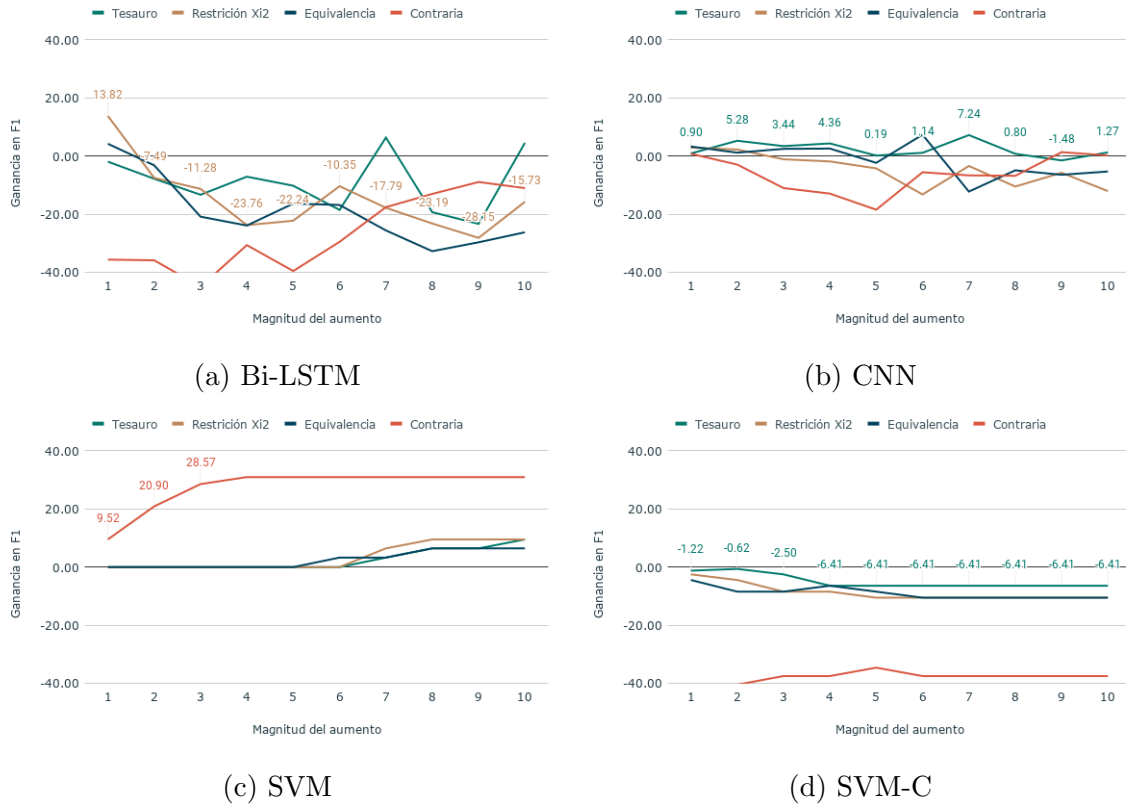 Tesauro Restrición Xi2 Equivalencia Contraria
40.00
20.00
0.00
-20.00
-40.00
Ganancia en F1
13.82
-7.49
-11.28
-23.76
-22.24
-10.35
-17.79
-23.19
-28.15
-15.73
1 2 3 4 5 6 7 8 9 10
Magnitud del aumento
(a) Bi-LSTM
Tesauro Restrición Xi2 Equivalencia Contraria
40.00
20.00
0.00
-20.00
-40.00
Ganancia en F1
0.90
5.28
3.44
4.36
0.19
1.14
7.24
0.80
-1.48
1.27
1 2 3 4 5 6 7 8 9 10
Magnitud del aumento
(b) CNN
Tesauro Restrición Xi2 Equivalencia Contraria
40.00
20.00
0.00
-20.00
-40.00
Ganancia en F1
9.52
20.90
28.57
1 2 3 4 5 6 7 8 9 10
Magnitud del aumento
(c) SVM
Tesauro Restrición Xi2 Equivalencia Contraria
40.00
20.00
0.00
-20.00
-40.00
Ganancia en F1
-1.22 -0.62 -2.50 -6.41 -6.41 -6.41 -6.41 -6.41 -6.41 -6.41
1 2 3 4 5 6 7 8 9 10
Magnitud del aumento
(d) SVM-C